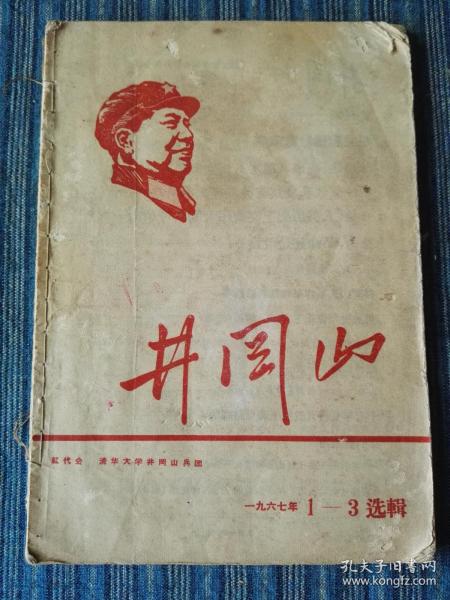 井冈山
红代会 清华大学井冈山兵团
一九六七年 1—3 选辑
孔夫子旧书网
www.kongfz.com